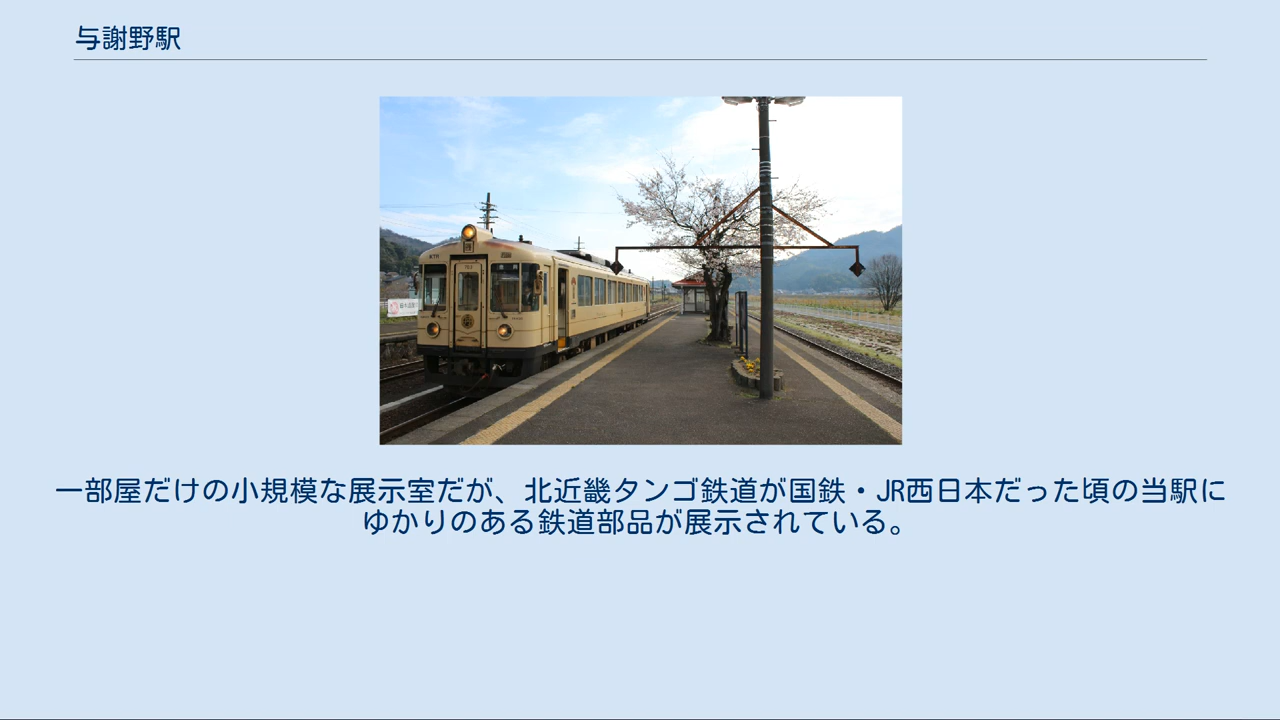 与謝野駅
KTR
703
一部屋だけの小規模な展示室だが、北近畿タンゴ鉄道が国鉄・JR西日本だった頃の当駅に
ゆかりのある鉄道部品が展示されている。